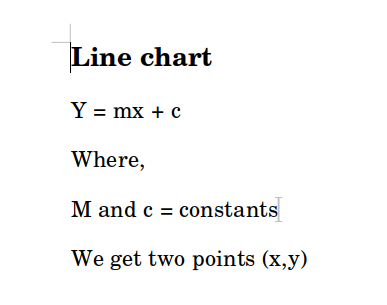 Line chart
Y = mx + c
Where,
M and c = constants
We get two points (x,y)